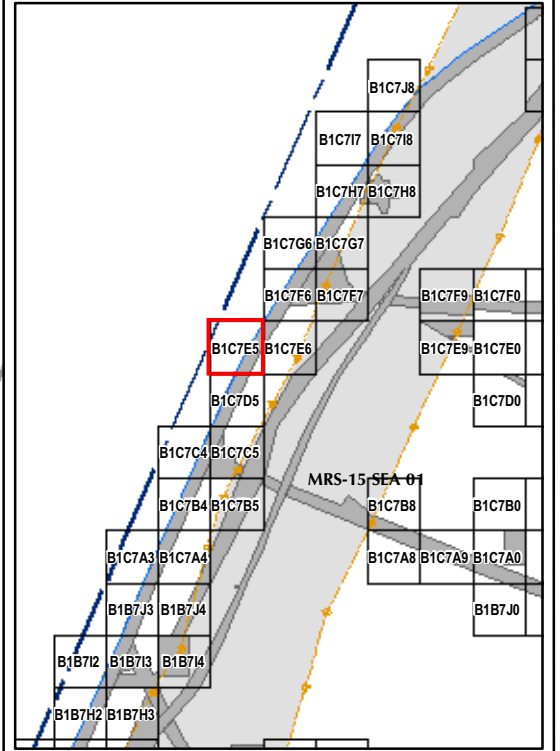 B1C7J8
B1C7I7 B1C7I8
B1C7H7 B1C7H8
B1C7G6 B1C7G7
B1C7F6 B1C7F7 B1C7F9 B1C7F0
B1C7E5 B1C7E6 B1C7E9 B1C7E0
B1C7D5 B1C7D0
B1C7C4 B1C7C5
MRS-15 SEA 01
B1C7B4 B1C7B5 B1C7B8 B1C7B0
B1C7A3 B1C7A4 B1C7A8 B1C7A9 B1C7A0
B1B7J3 B1B7J4 B1B7J0
B1B7I2 B1B7I3 B1B7I4
B1B7H2 B1B7H3